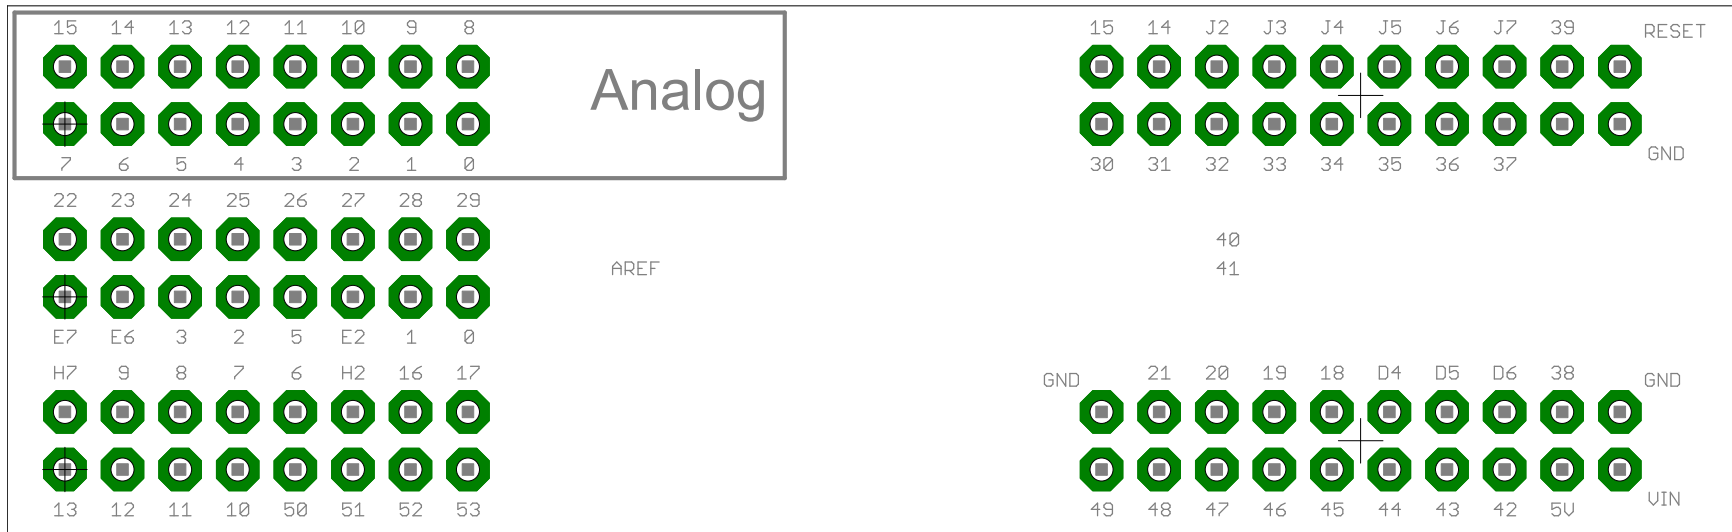 15 14 13 12 11 10 9 8
Analog
7 6 5 4 3 2 1 0
22 23 24 25 26 27 28 29
AREF
E7 E6 3 2 5 E2 1 0
H7 9 8 7 6 H2 16 17
13 12 11 10 50 51 52 53
15 14 J2 J3 J4 J5 J6 J7 39 RESET
30 31 32 33 34 35 36 37 GND
40
41
GND 21 20 19 18 D4 D5 D6 38 GND
49 48 47 46 45 44 43 42 5V VIN